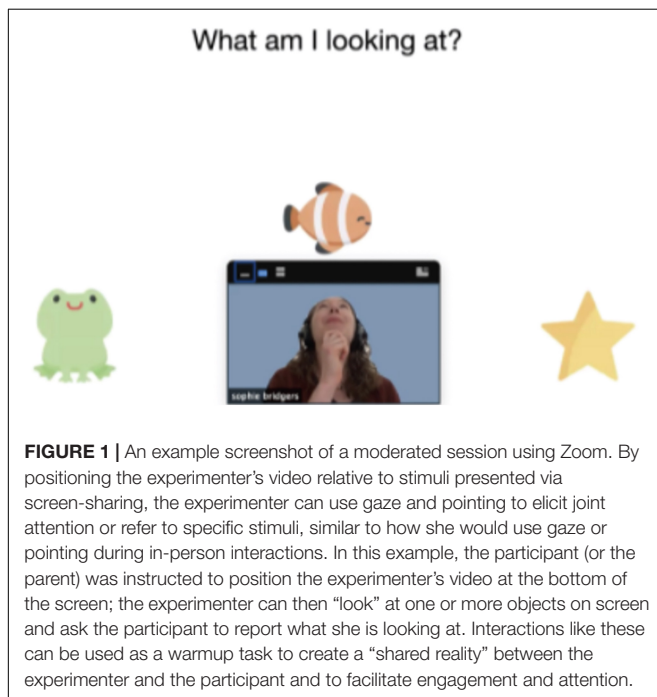 What am I looking at?
sophie bridgers
FIGURE 1 | An example screenshot of a moderated session using Zoom. By
positioning the experimenter’s video relative to stimuli presented via
screen-sharing, the experimenter can use gaze and pointing to elicit joint
attention or refer to specific stimuli, similar to how she would use gaze or
pointing during in-person interactions. In this example, the participant (or the
parent) was instructed to position the experimenter’s video at the bottom of
the screen; the experimenter can then “look” at one or more objects on screen
and ask the participant to report what she is looking at. Interactions like these
can be used as a warmup task to create a “shared reality” between the
experimenter and the participant and to facilitate engagement and attention.